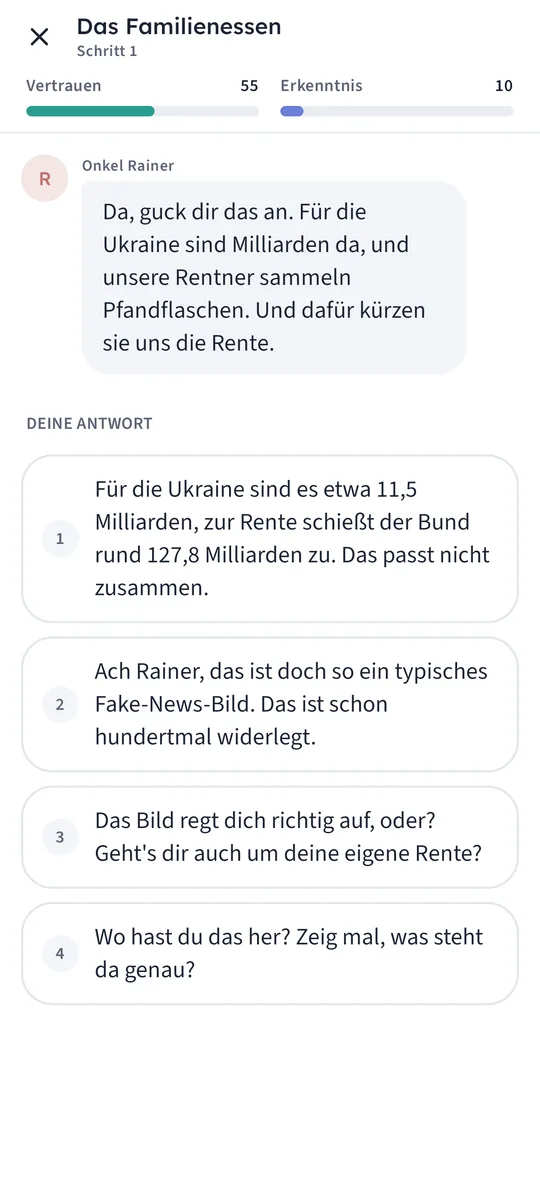 Das Familienessen
Schritt 1
Vertrauen 55 Erkenntnis 10
Onkel Rainer
R
Da, guck dir das an. Für die
Ukraine sind Milliarden da, und
unsere Rentner sammeln
Pfandflaschen. Und dafür kürzen
sie uns die Rente.
DEINE ANTWORT
Für die Ukraine sind es etwa 11,5
Milliarden, zur Rente schießt der Bund
1
rund 127,8 Milliarden zu. Das passt nicht
zusammen.
Ach Rainer, das ist doch so ein typisches
2
Fake-News-Bild. Das ist schon
hundertmal widerlegt.
3
Das Bild regt dich richtig auf, oder?
Geht's dir auch um deine eigene Rente?
4
Wo hast du das her? Zeig mal, was steht
da genau?